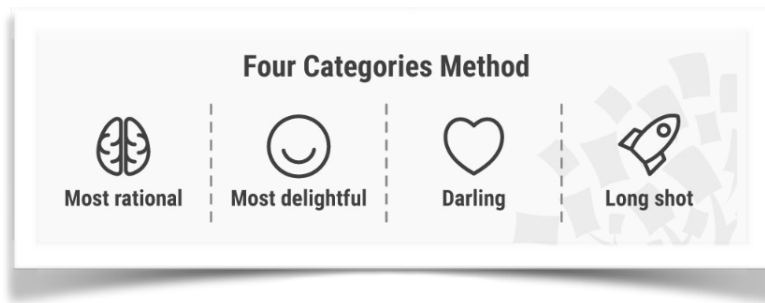 Four Categories Method
Most rational
Most delightful
Darling
Long shot